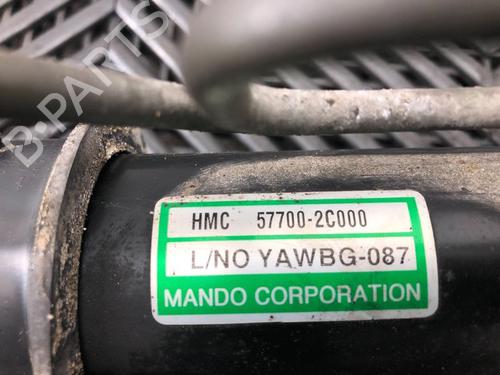 B-PARTS
HMC 57700-2C000
L/NO YAWBG-087
MANDO CORPORATION